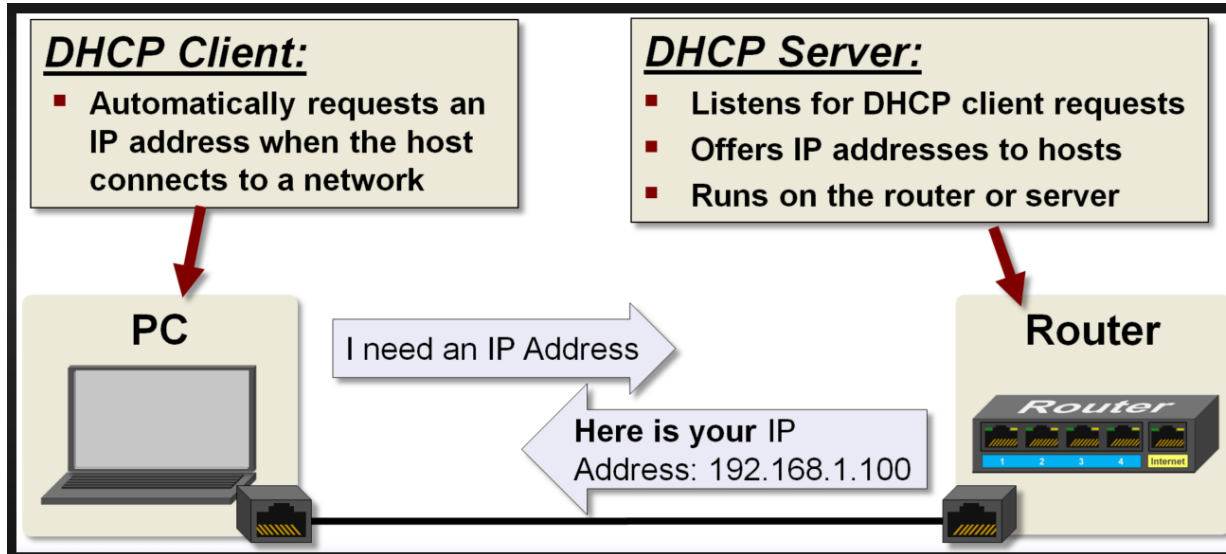 DHCP Client:
▪ Automatically requests an
IP address when the host
connects to a network
DHCP Server:
▪ Listens for DHCP client requests
▪ Offers IP addresses to hosts
▪ Runs on the router or server
PC
I need an IP Address
Here is your IP
Address: 192.168.1.100
Router
Router
1 2 3 4 Internet